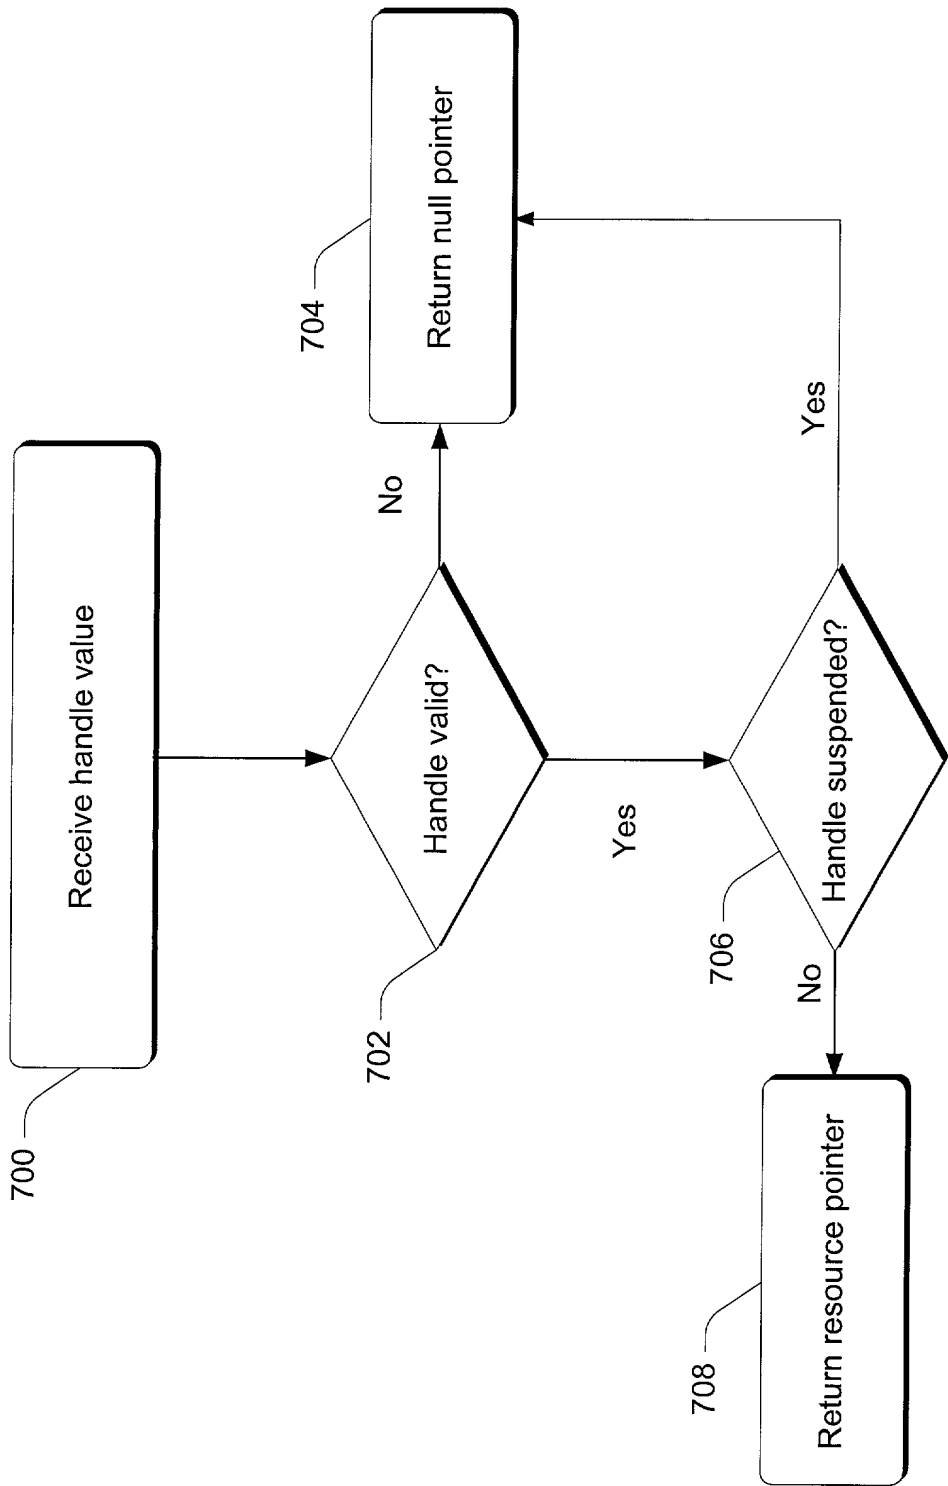 700
Receive handle value
702
Handle valid?
No
704
Return null pointer
Yes
706
Handle suspended?
Yes
No
708
Return resource pointer